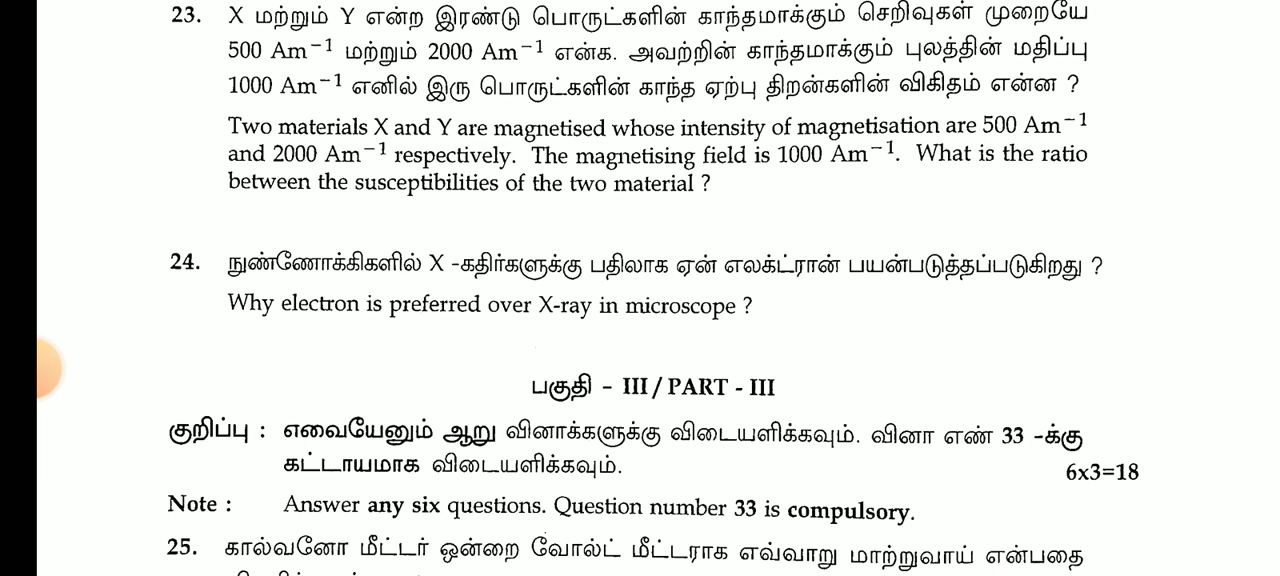 23. X மற்றும் Y என்ற இரண்டு பொருட்களின் காந்தமாக்கும் செறிவுகள் முறையே
500 Am⁻¹ மற்றும் 2000 Am⁻¹ என்க. அவற்றின் காந்தமாக்கும் புலத்தின் மதிப்பு
1000 Am⁻¹ எனில் இரு பொருட்களின் காந்த ஏற்பு திறன்களின் விகிதம் என்ன ?
Two materials X and Y are magnetised whose intensity of magnetisation are 500 Am⁻¹
and 2000 Am⁻¹ respectively. The magnetising field is 1000 Am⁻¹. What is the ratio
between the susceptibilities of the two material ?
24. நுண்ணோக்கிகளில் X -கதிர்களுக்கு பதிலாக ஏன் எலக்ட்ரான் பயன்படுத்தப்படுகிறது ?
Why electron is preferred over X-ray in microscope ?
பகுதி - III / PART - III
குறிப்பு : எவையேனும் ஆறு வினாக்களுக்கு விடையளிக்கவும். வினா எண் 33 -க்கு
கட்டாயமாக விடையளிக்கவும். 6x3=18
Note : Answer any six questions. Question number 33 is compulsory.
25. கால்வனோ மீட்டர் ஒன்றை வோல்ட் மீட்டராக எவ்வாறு மாற்றுவாய் என்பதை